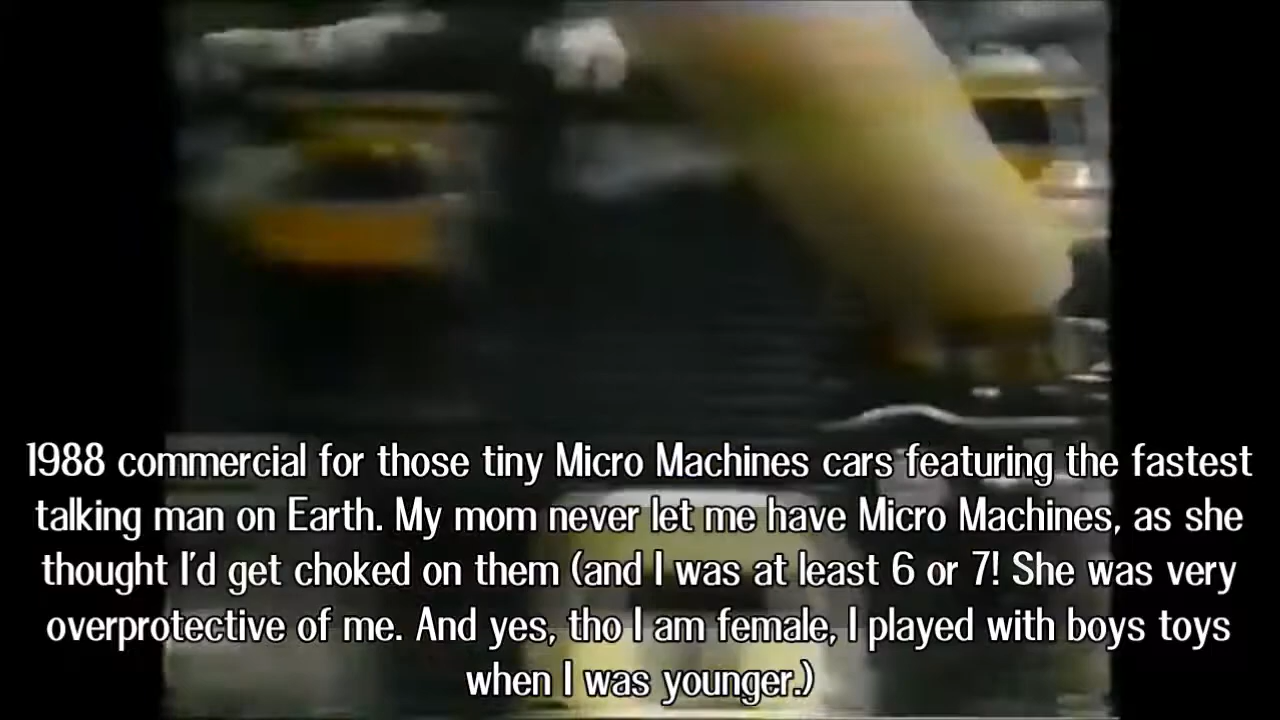 1988 commercial for those tiny Micro Machines cars featuring the fastest
talking man on Earth. My mom never let me have Micro Machines, as she
thought I'd get choked on them (and I was at least 6 or 7! She was very
overprotective of me. And yes, tho I am female, I played with boys toys
when I was younger.)